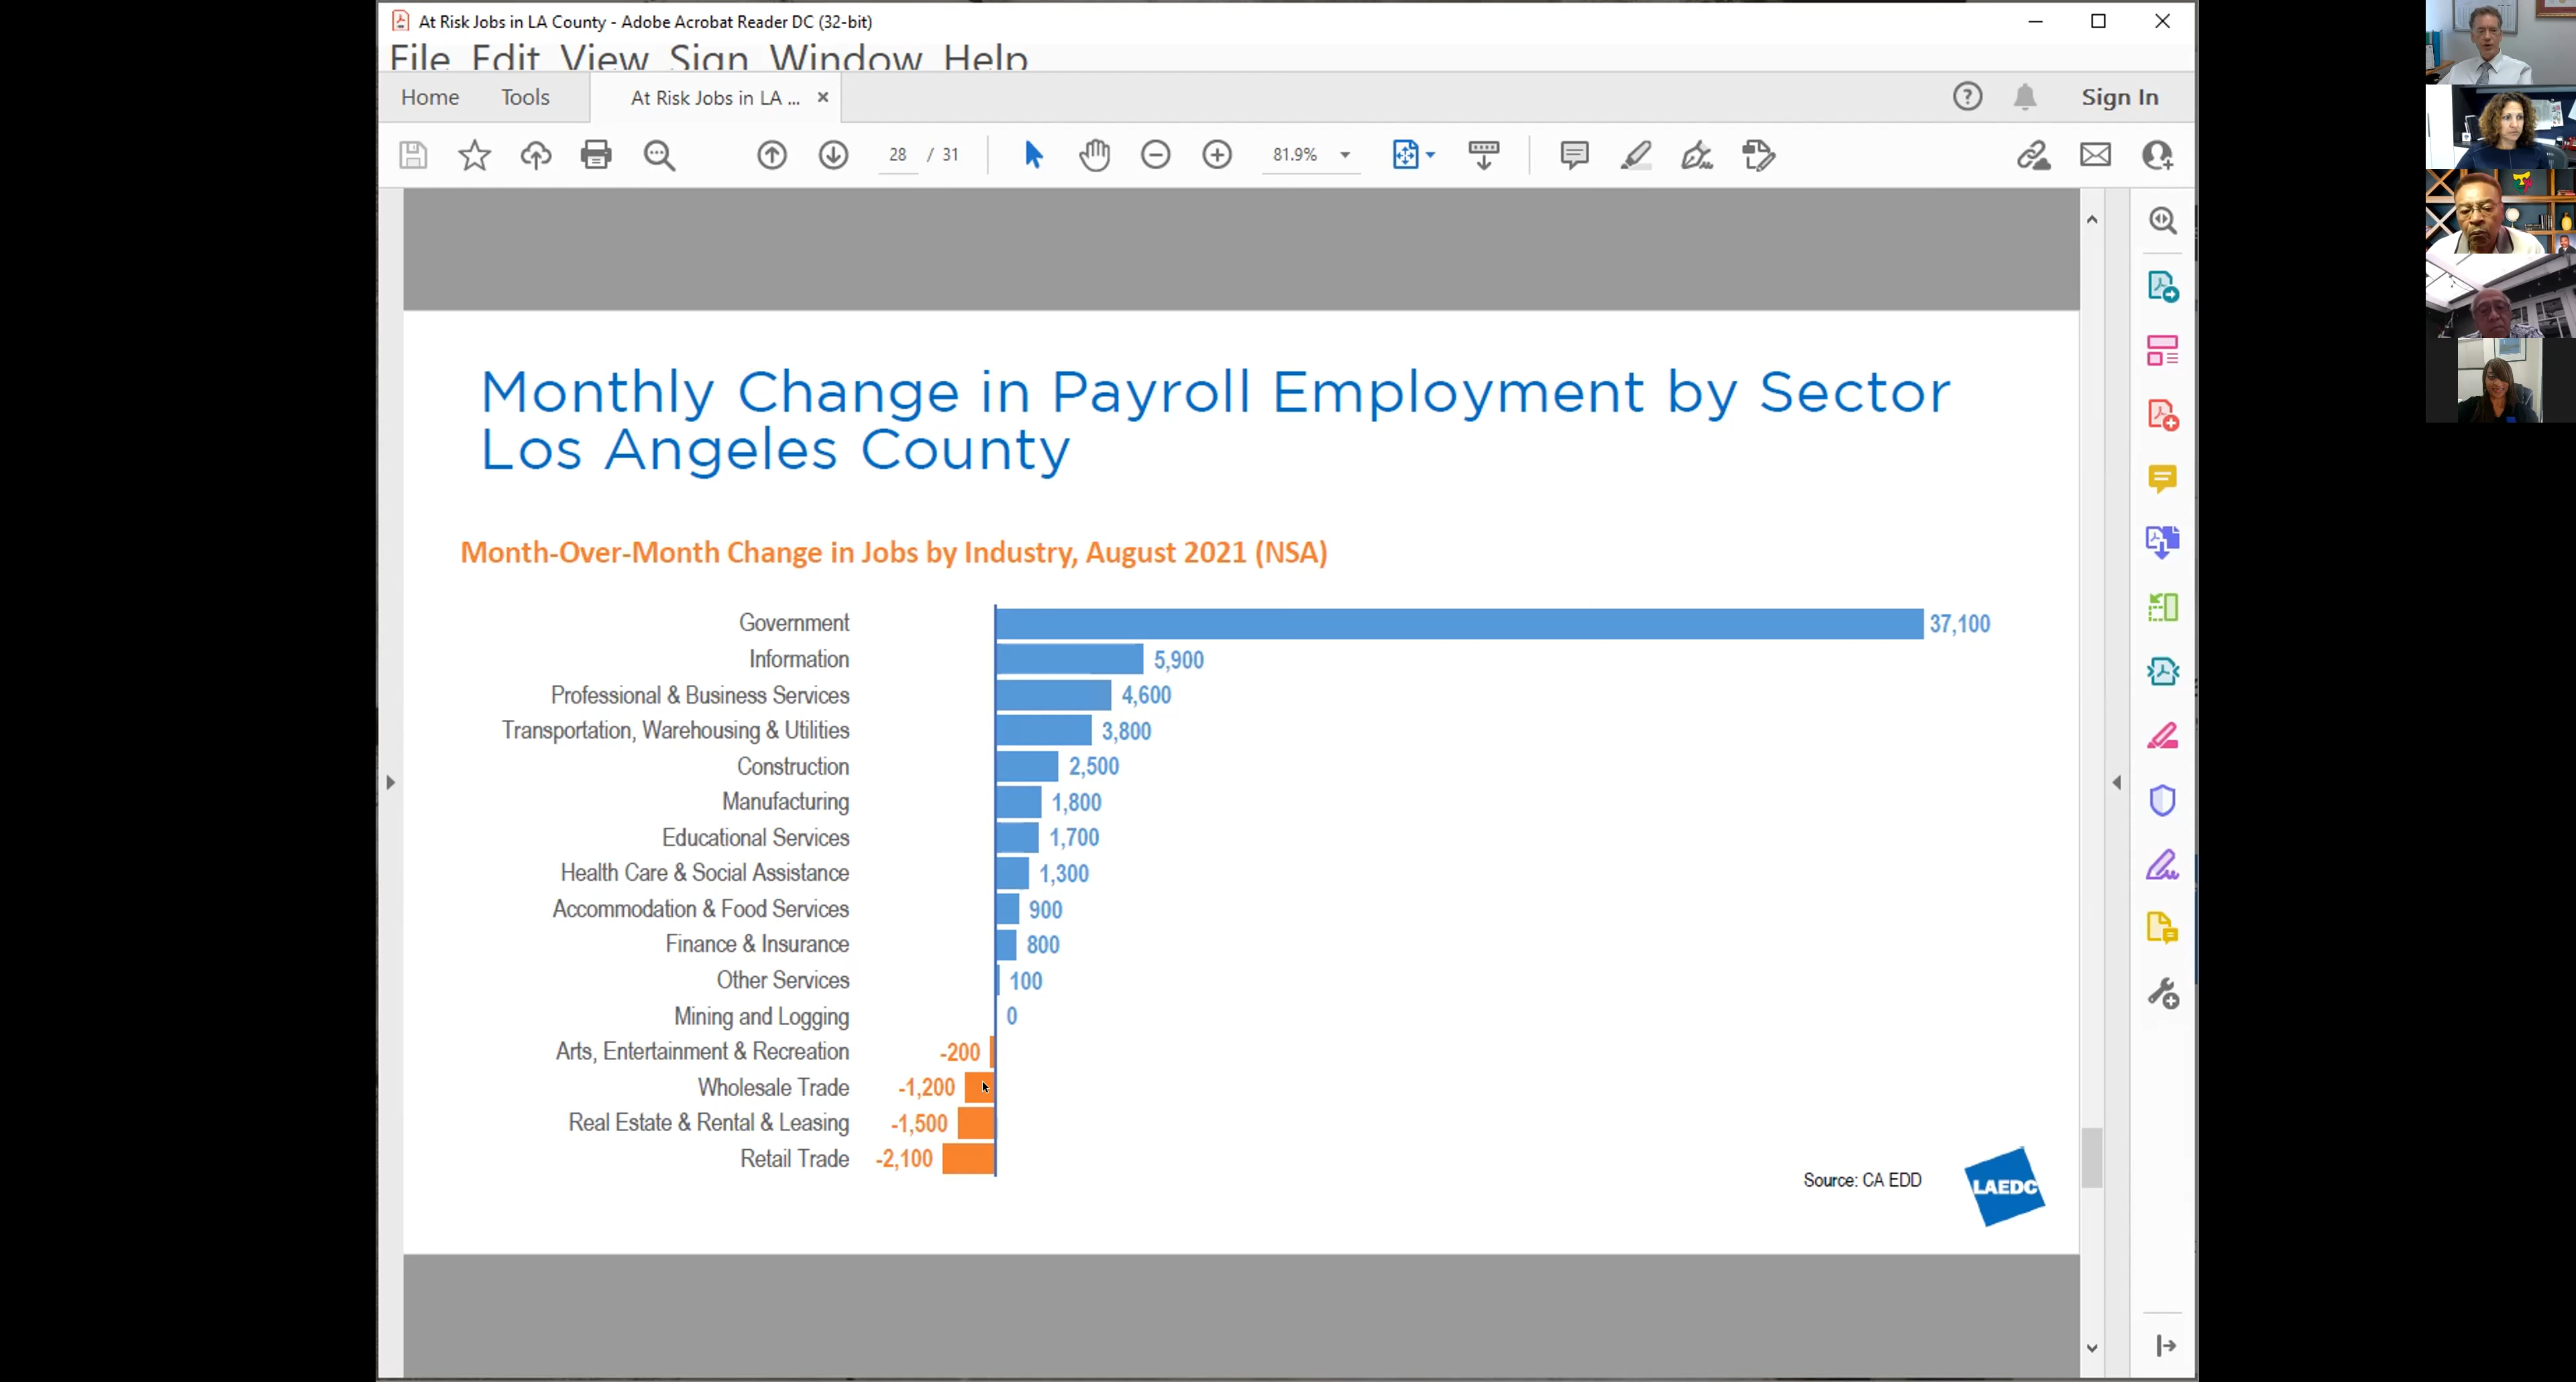 At Risk Jobs in LA County - Adobe Acrobat Reader DC (32-bit)
File Edit View Sign Window Help
Home Tools At Risk Jobs in LA ... Sign In
28 / 31 81.9%
Monthly Change in Payroll Employment by Sector
Los Angeles County
Month-Over-Month Change in Jobs by Industry, August 2021 (NSA)
Government 37,100
Information 5,900
Professional & Business Services 4,600
Transportation, Warehousing & Utilities 3,800
Construction 2,500
Manufacturing 1,800
Educational Services 1,700
Health Care & Social Assistance 1,300
Accommodation & Food Services 900
Finance & Insurance 800
Other Services 100
Mining and Logging 0
Arts, Entertainment & Recreation -200
Wholesale Trade -1,200
Real Estate & Rental & Leasing -1,500
Retail Trade -2,100
Source: CA EDD
LAEDC